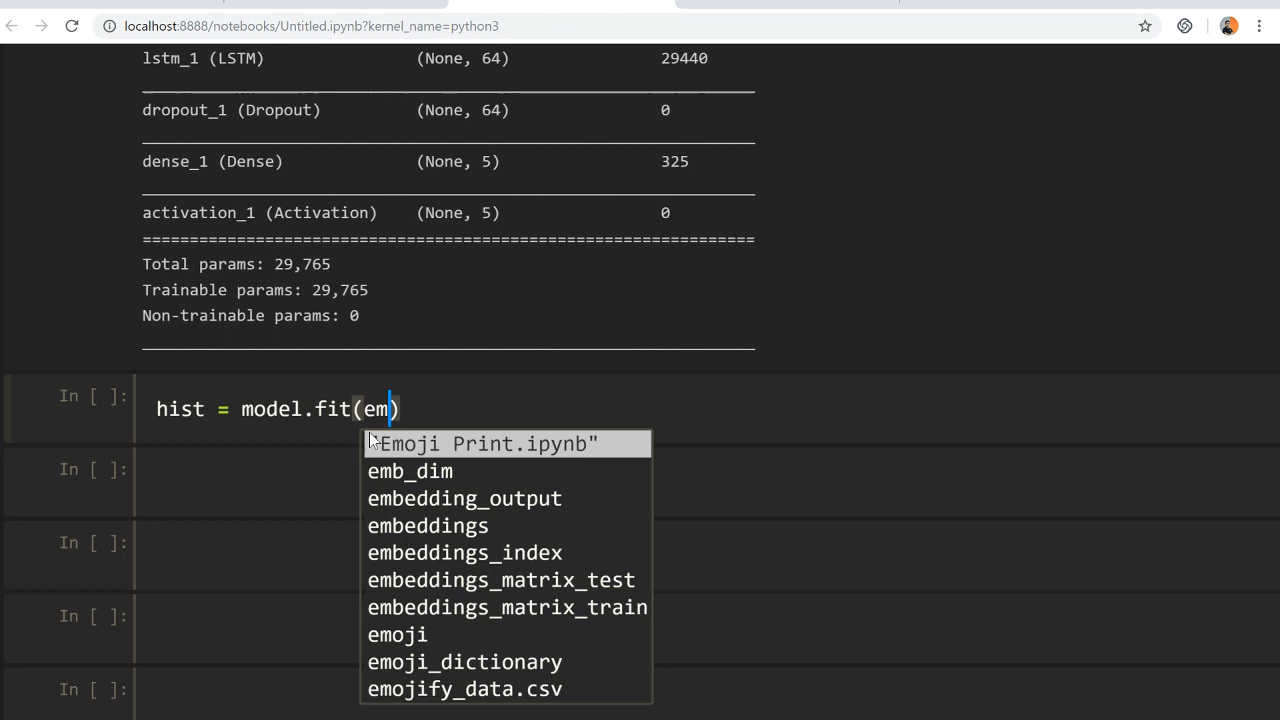 localhost:8888/notebooks/Untitled.ipynb?kernel_name=python3
lstm_1 (LSTM) (None, 64) 29440
dropout_1 (Dropout) (None, 64) 0
dense_1 (Dense) (None, 5) 325
activation_1 (Activation) (None, 5) 0
=================================================================
Total params: 29,765
Trainable params: 29,765
Non-trainable params: 0
In [ ]: hist = model.fit(em)
"Emoji Print.ipynb"
emb_dim
embedding_output
embeddings
embeddings_index
embeddings_matrix_test
embeddings_matrix_train
emoji
emoji_dictionary
emojify_data.csv
In [ ]:
In [ ]:
In [ ]:
In [ ]: